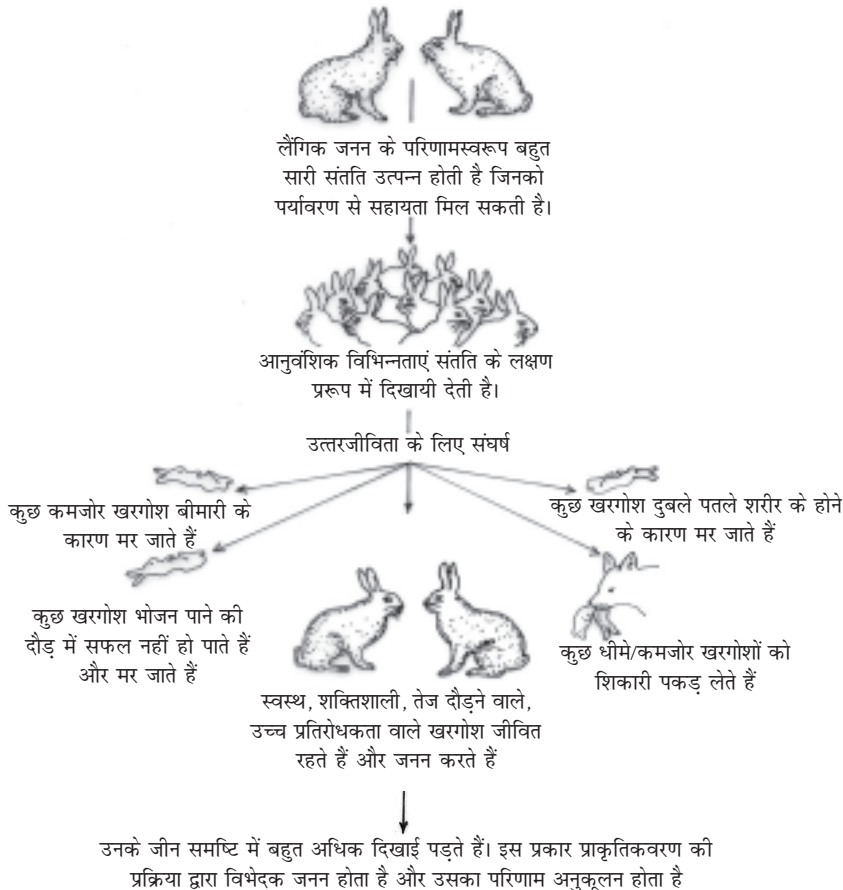 लैंगिक जनन के परिणामस्वरूप बहुत
सारी संतति उत्पन्न होती है जिनको
पर्यावरण से सहायता मिल सकती है।
आनुवंशिक विभिन्नताएं संतति के लक्षण
प्ररूप में दिखायी देती है।
उत्तरजीविता के लिए संघर्ष
कुछ कमजोर खरगोश बीमारी के
कारण मर जाते हैं
कुछ खरगोश दुबले पतले शरीर के होने
के कारण मर जाते हैं
कुछ खरगोश भोजन पाने की
दौड़ में सफल नहीं हो पाते हैं
और मर जाते हैं
कुछ धीमे/कमजोर खरगोशों को
शिकारी पकड़ लेते हैं
स्वस्थ, शक्तिशाली, तेज दौड़ने वाले,
उच्च प्रतिरोधकता वाले खरगोश जीवित
रहते हैं और जनन करते हैं
उनके जीन समष्टि में बहुत अधिक दिखाई पड़ते हैं। इस प्रकार प्राकृतिकवरण की
प्रक्रिया द्वारा विभेदक जनन होता है और उसका परिणाम अनुकूलन होता है